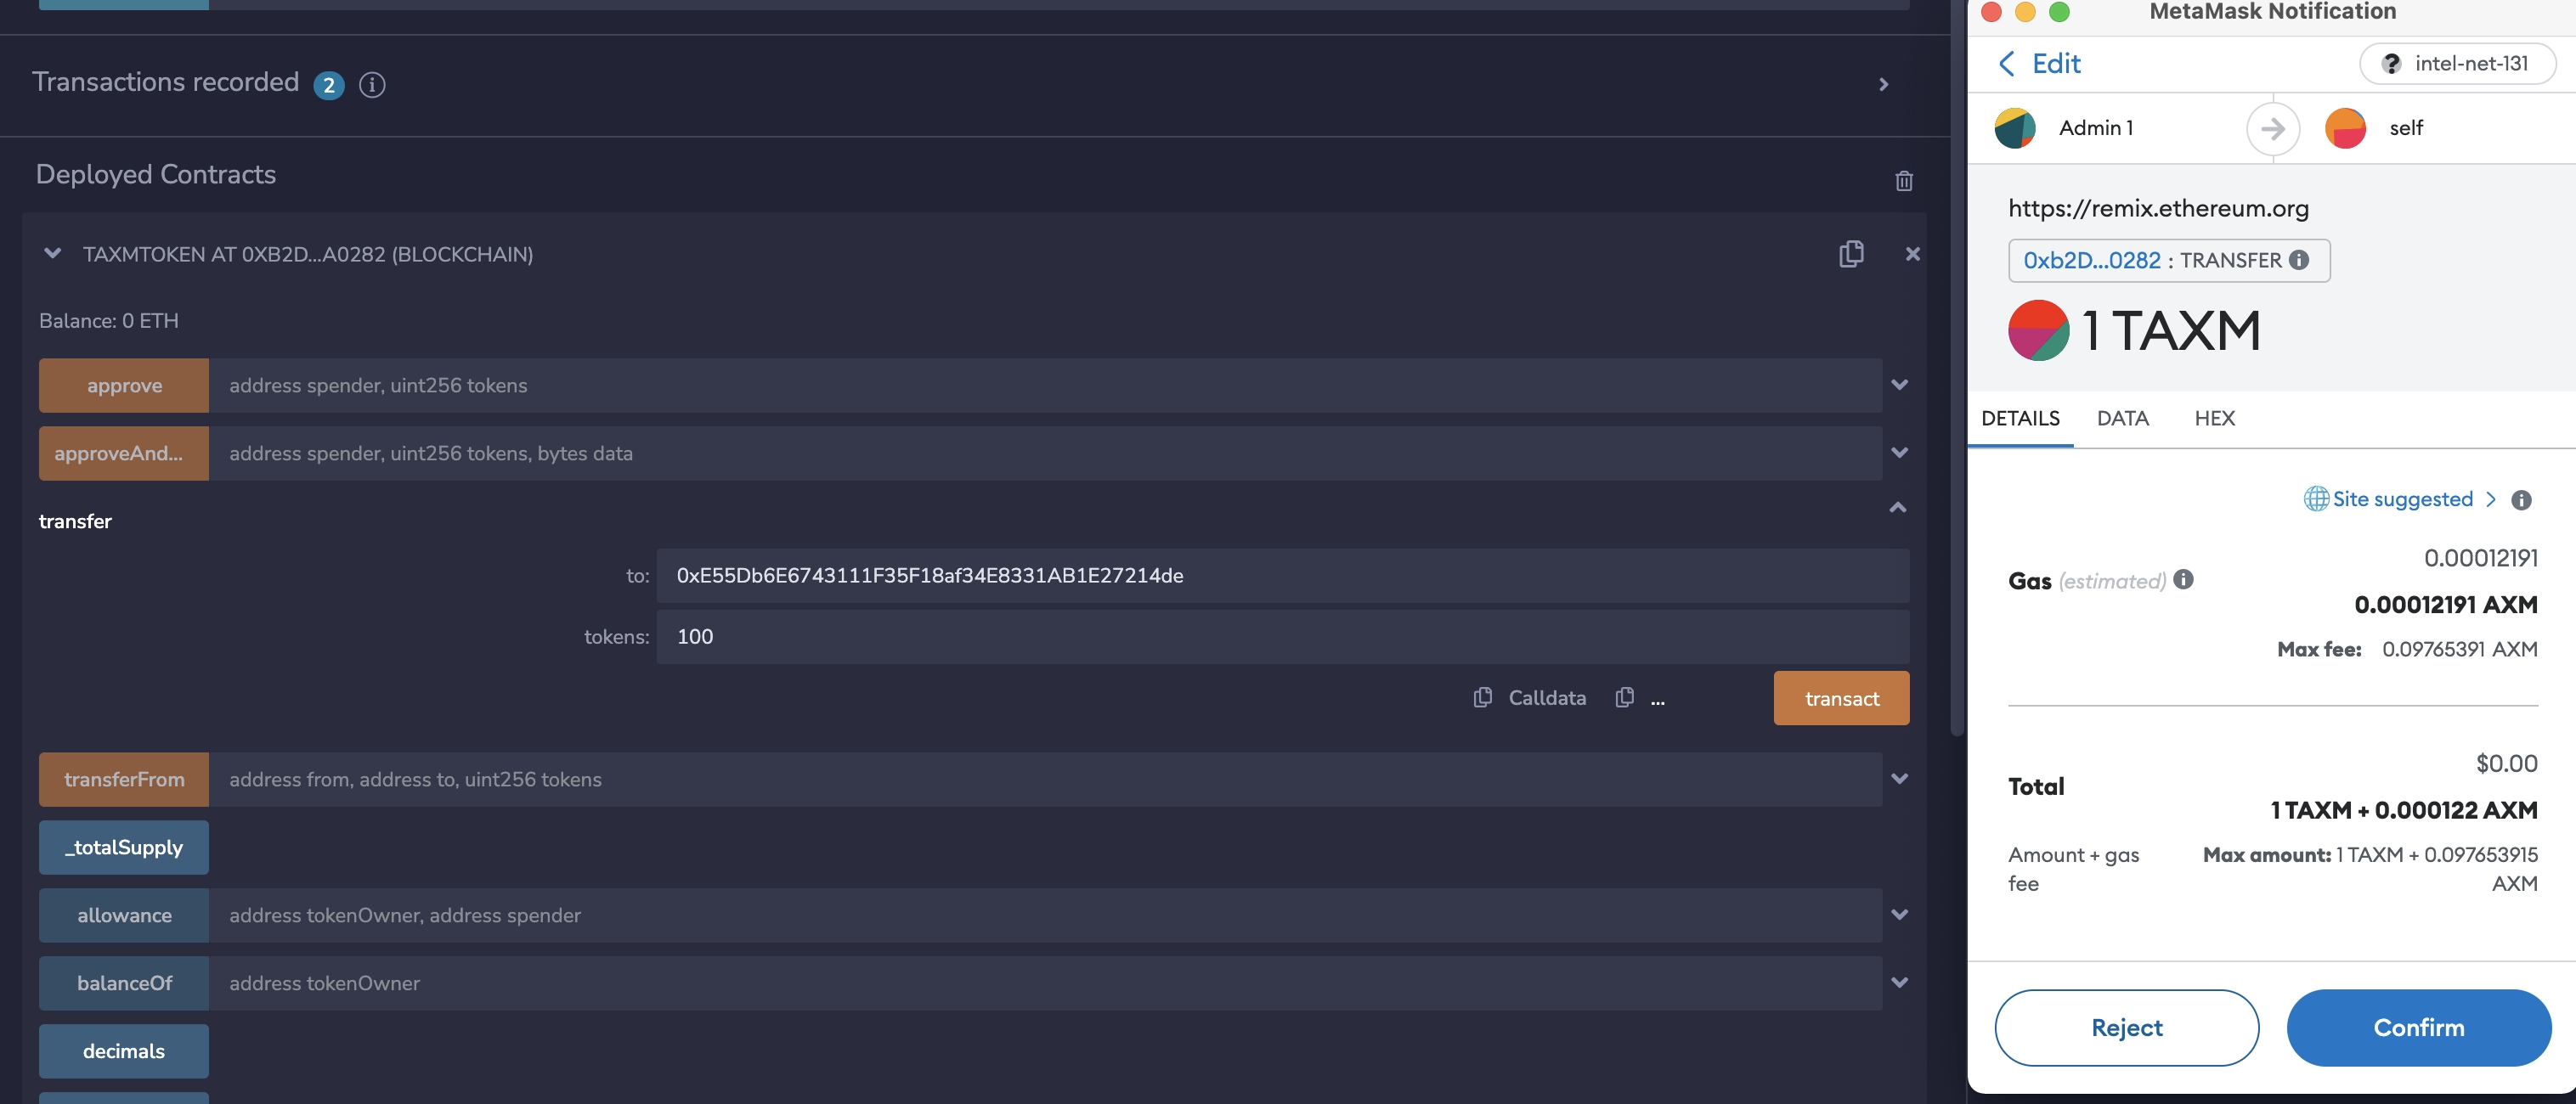 Transactions recorded 2
Deployed Contracts
TAXMTOKEN AT 0XB2D...A0282 (BLOCKCHAIN)
Balance: 0 ETH
approve address spender, uint256 tokens
approveAnd... address spender, uint256 tokens, bytes data
transfer
to: 0xE55Db6E6743111F35F18af34E8331AB1E27214de
tokens: 100
Calldata ... transact
transferFrom address from, address to, uint256 tokens
_totalSupply
allowance address tokenOwner, address spender
balanceOf address tokenOwner
decimals
MetaMask Notification
Edit ? intel-net-131
Admin 1 self
https://remix.ethereum.org
0xb2D...0282 : TRANSFER
1 TAXM
DETAILS DATA HEX
Site suggested >
0.00012191
Gas (estimated)
0.00012191 AXM
Max fee: 0.09765391 AXM
$0.00
Total
1 TAXM + 0.000122 AXM
Amount + gas Max amount: 1 TAXM + 0.097653915
fee AXM
Reject Confirm